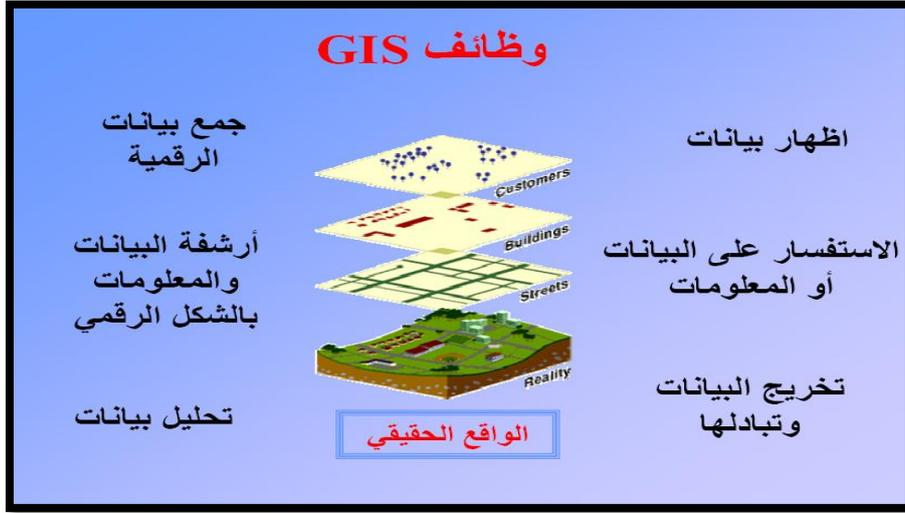 وظائف GIS
اظهار بيانات
الاستفسار على البيانات
أو المعلومات
تخريج البيانات
وتبادلها
Customers
Buildings
Streets
Reality
الواقع الحقيقي
جمع بيانات
الرقمية
أرشفة البيانات
والمعلومات
بالشكل الرقمي
تحليل بيانات